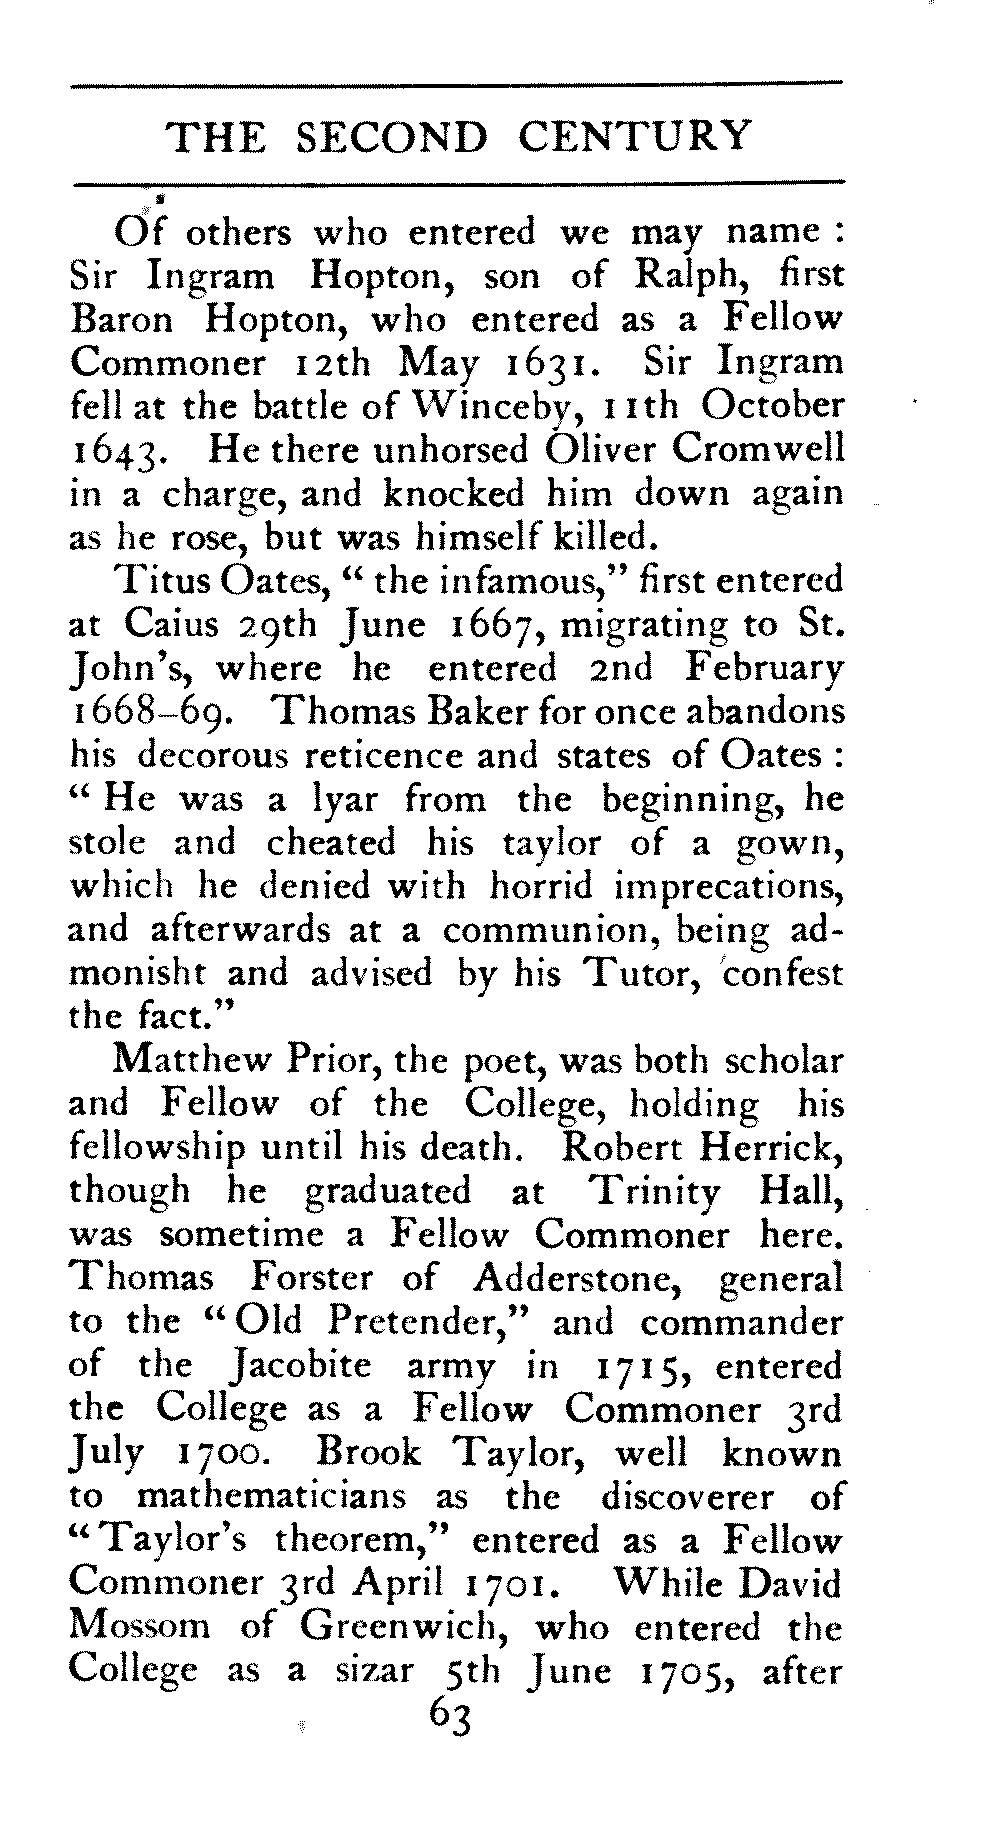 THE SECOND CENTURY
Of others who entered we may name :
Sir Ingram Hopton, son of Ralph, first
Baron Hopton, who entered as a Fellow
Commoner 12th May 1631. Sir Ingram
fell at the battle of Winceby, 11th October
1643. He there unhorsed Oliver Cromwell
in a charge, and knocked him down again
as he rose, but was himself killed.
Titus Oates, “ the infamous,” first entered
at Caius 29th June 1667, migrating to St.
John’s, where he entered 2nd February
1668–69. Thomas Baker for once abandons
his decorous reticence and states of Oates :
“ He was a lyar from the beginning, he
stole and cheated his taylor of a gown,
which he denied with horrid imprecations,
and afterwards at a communion, being ad-
monisht and advised by his Tutor, confest
the fact.”
Matthew Prior, the poet, was both scholar
and Fellow of the College, holding his
fellowship until his death. Robert Herrick,
though he graduated at Trinity Hall,
was sometime a Fellow Commoner here.
Thomas Forster of Adderstone, general
to the “ Old Pretender,” and commander
of the Jacobite army in 1715, entered
the College as a Fellow Commoner 3rd
July 1700. Brook Taylor, well known
to mathematicians as the discoverer of
“ Taylor’s theorem,” entered as a Fellow
Commoner 3rd April 1701. While David
Mossom of Greenwich, who entered the
College as a sizar 5th June 1705, after
63